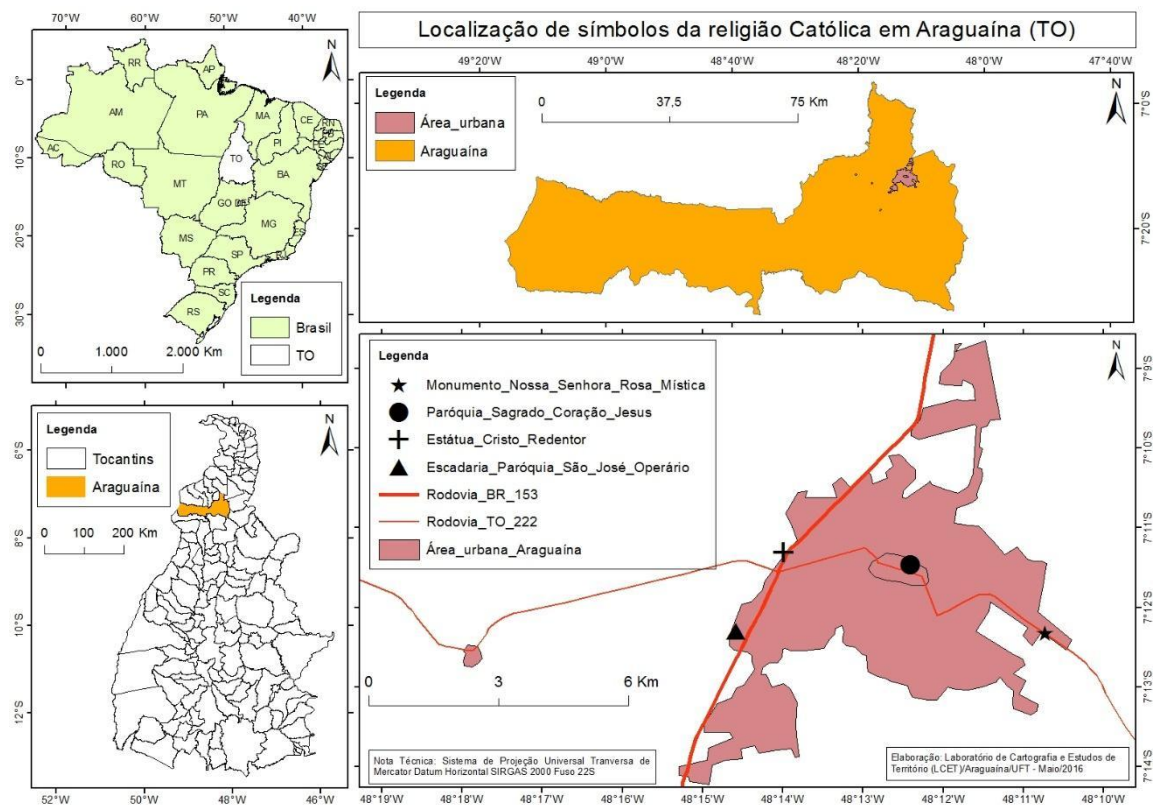 Localização de símbolos da religião Católica em Araguaína (TO)
70°W 60°W 50°W 40°W
0°
10°S
20°S
30°S
N
RR
AP
AM
PA
MA
CE
RN
PI
AC
RO
TO
BA
MT
GO
MG
ES
MS
SP
PR
SC
RS
Legenda
Brasil
TO
0 1.000 2.000 Km
49°20'W 49°0'W 48°40'W 48°20'W 48°0'W 47°40'W
Legenda
Área_urbana
Araguaína
0 37,5 75 Km
N
7°0'S
7°20'S
Legenda
Tocantins
Araguaína
0 100 200 Km
N
6°S
8°S
10°S
12°S
52°W 50°W 48°W 46°W
Legenda
Monumento_Nossa_Senhora_Rosa_Mística
Paróquia_Sagrado_Coração_Jesus
Estátua_Cristo_Redentor
Escadaria_Paróquia_São_José_Operário
Rodovia_BR_153
Rodovia_TO_222
Área_urbana_Araguaína
0 3 6 Km
N
7°9'S
7°10'S
7°11'S
7°12'S
7°13'S
7°14'S
Nota Técnica: Sistema de Projeção Universal Tranversa de
Mercator Datum Horizontal SIRGAS 2000 Fuso 22S
Elaboração: Laboratório de Cartografia e Estudos de
Território (LCET)/Araguaína/UFT - Maio/2016
48°19'W 48°18'W 48°17'W 48°16'W 48°15'W 48°14'W 48°13'W 48°12'W 48°11'W 48°10'W